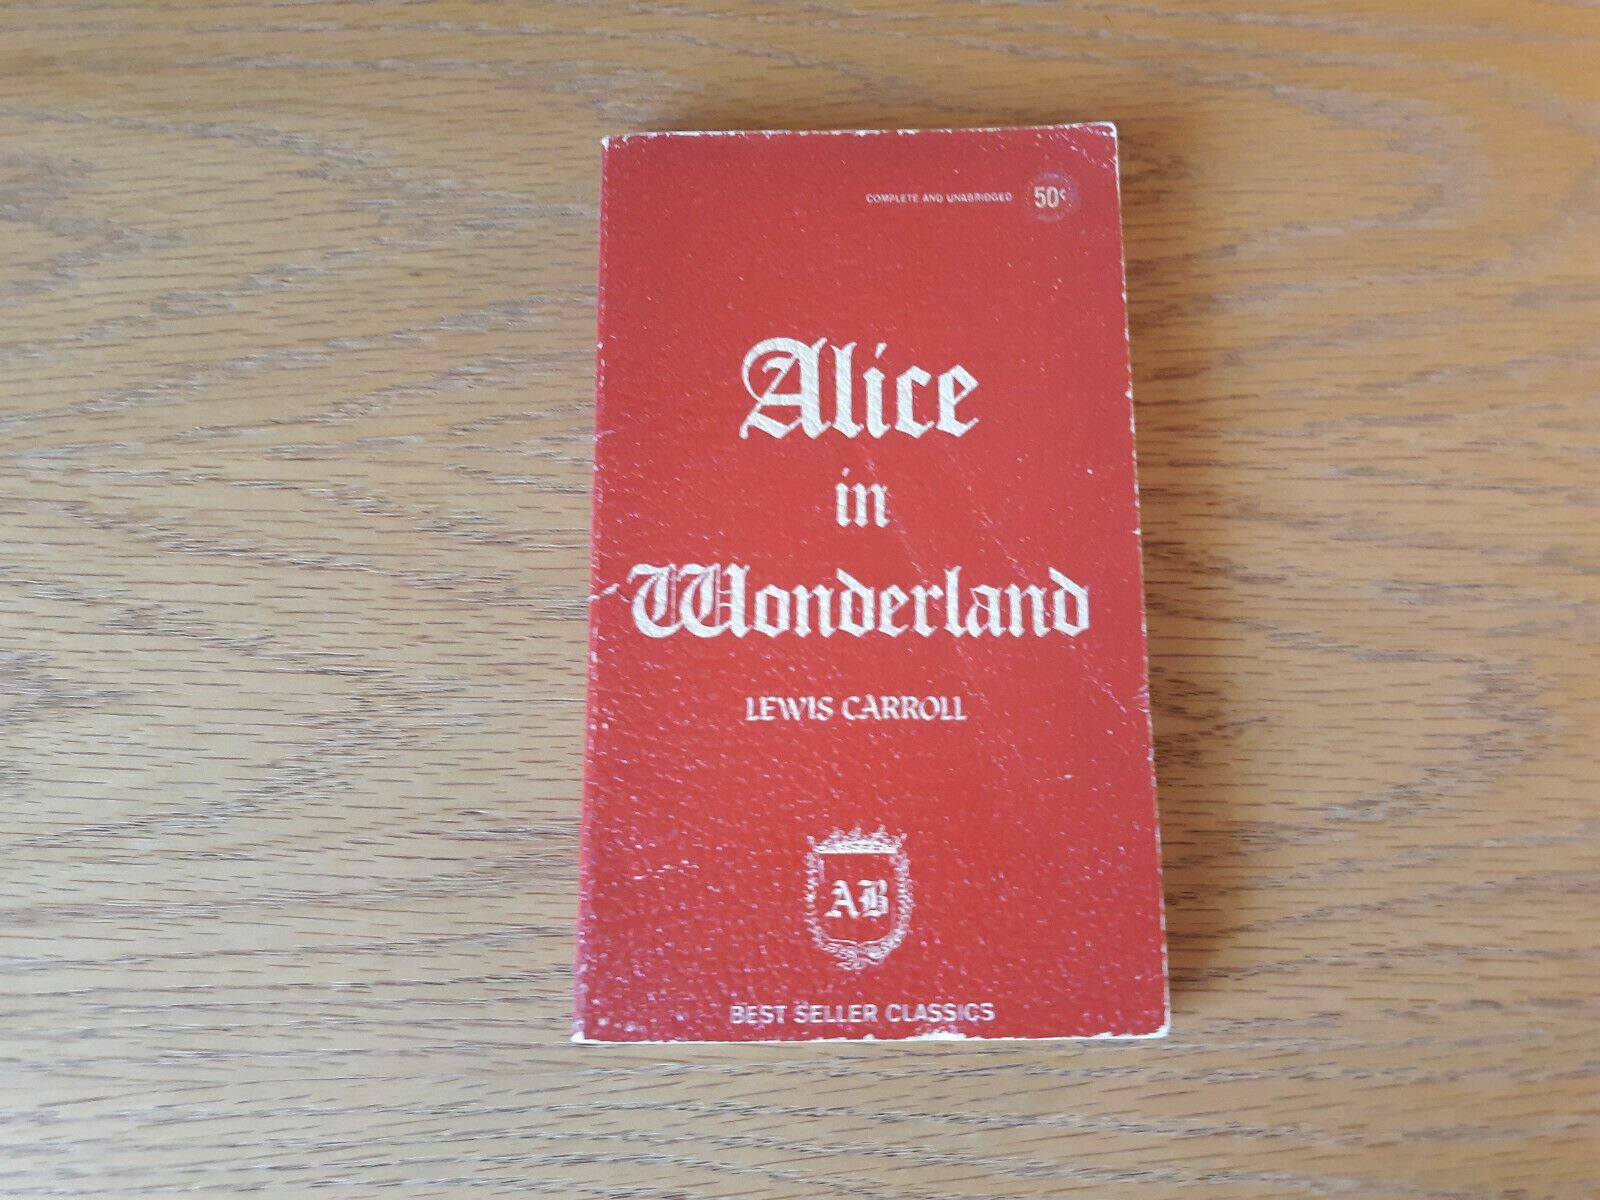 COMPLETE AND UNABRIDGED 50¢
Alice
in
Wonderland
LEWIS CARROLL
AB
BEST SELLER CLASSICS